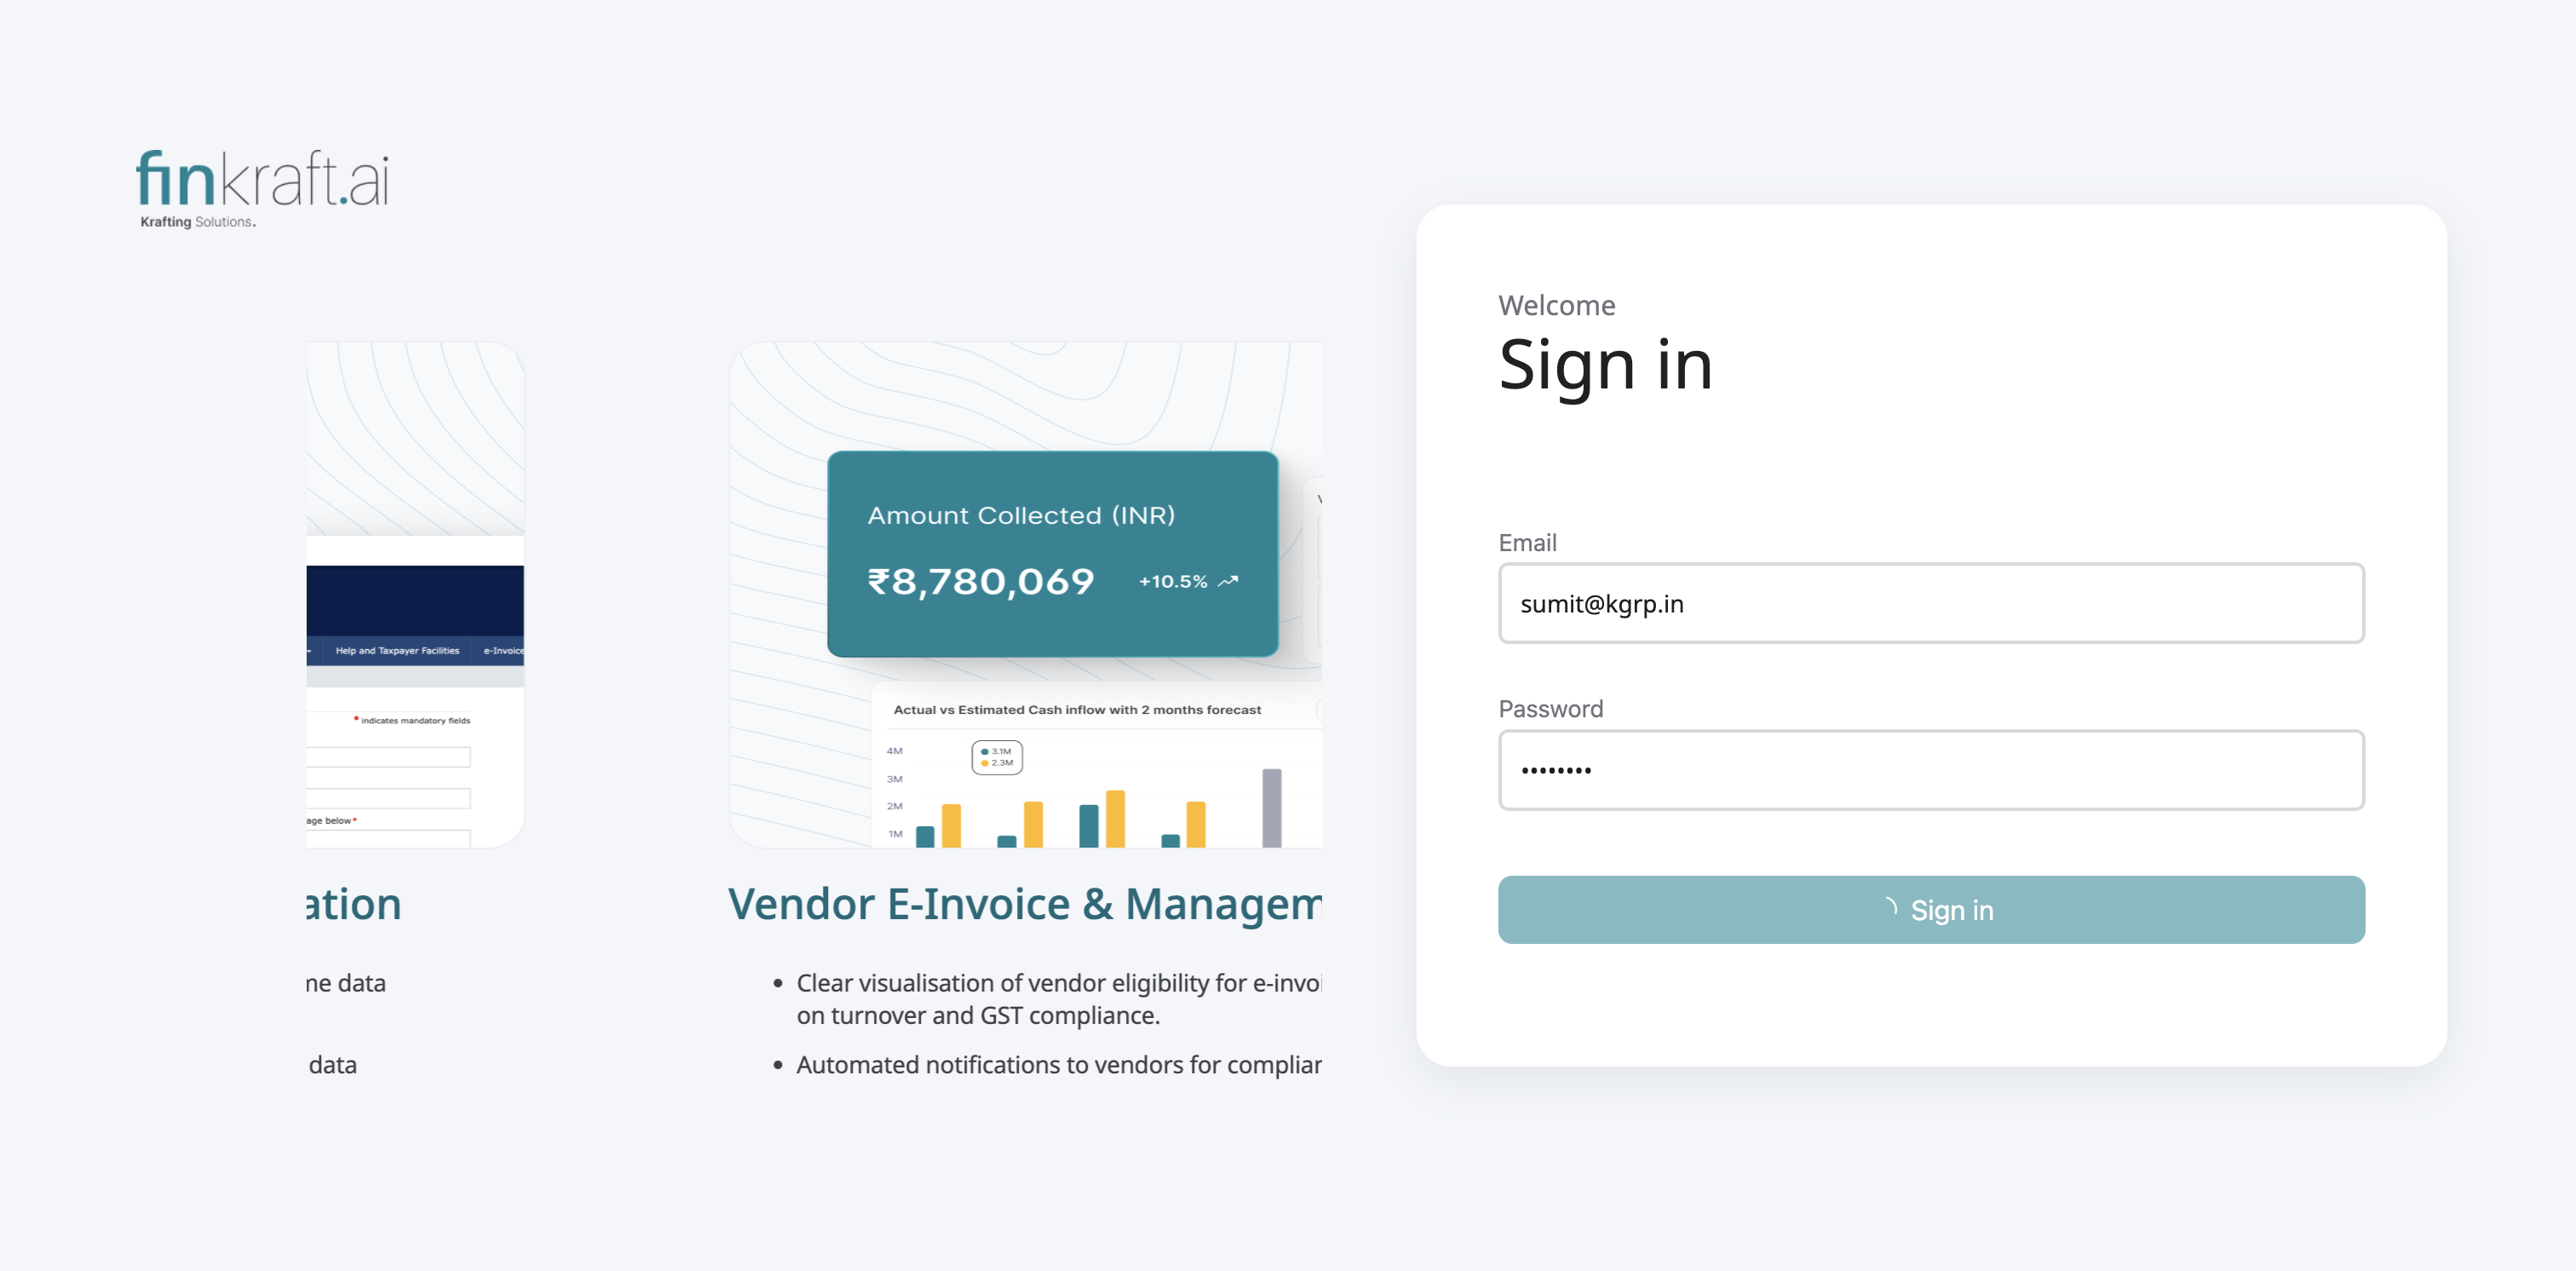 finkraft.ai
Krafting Solutions.
Help and Taxpayer Facilities
e-Invoice
• indicates mandatory fields
age below*
ation
me data
data
Amount Collected (INR)
₹8,780,069 +10.5%
Actual vs Estimated Cash inflow with 2 months forecast
3.1M
2.3M
4M
3M
2M
1M
Vendor E-Invoice & Managem
• Clear visualisation of vendor eligibility for e-invoi
on turnover and GST compliance.
• Automated notifications to vendors for complian
Welcome
Sign in
Email
sumit@kgrp.in
Password
••••••••
Sign in